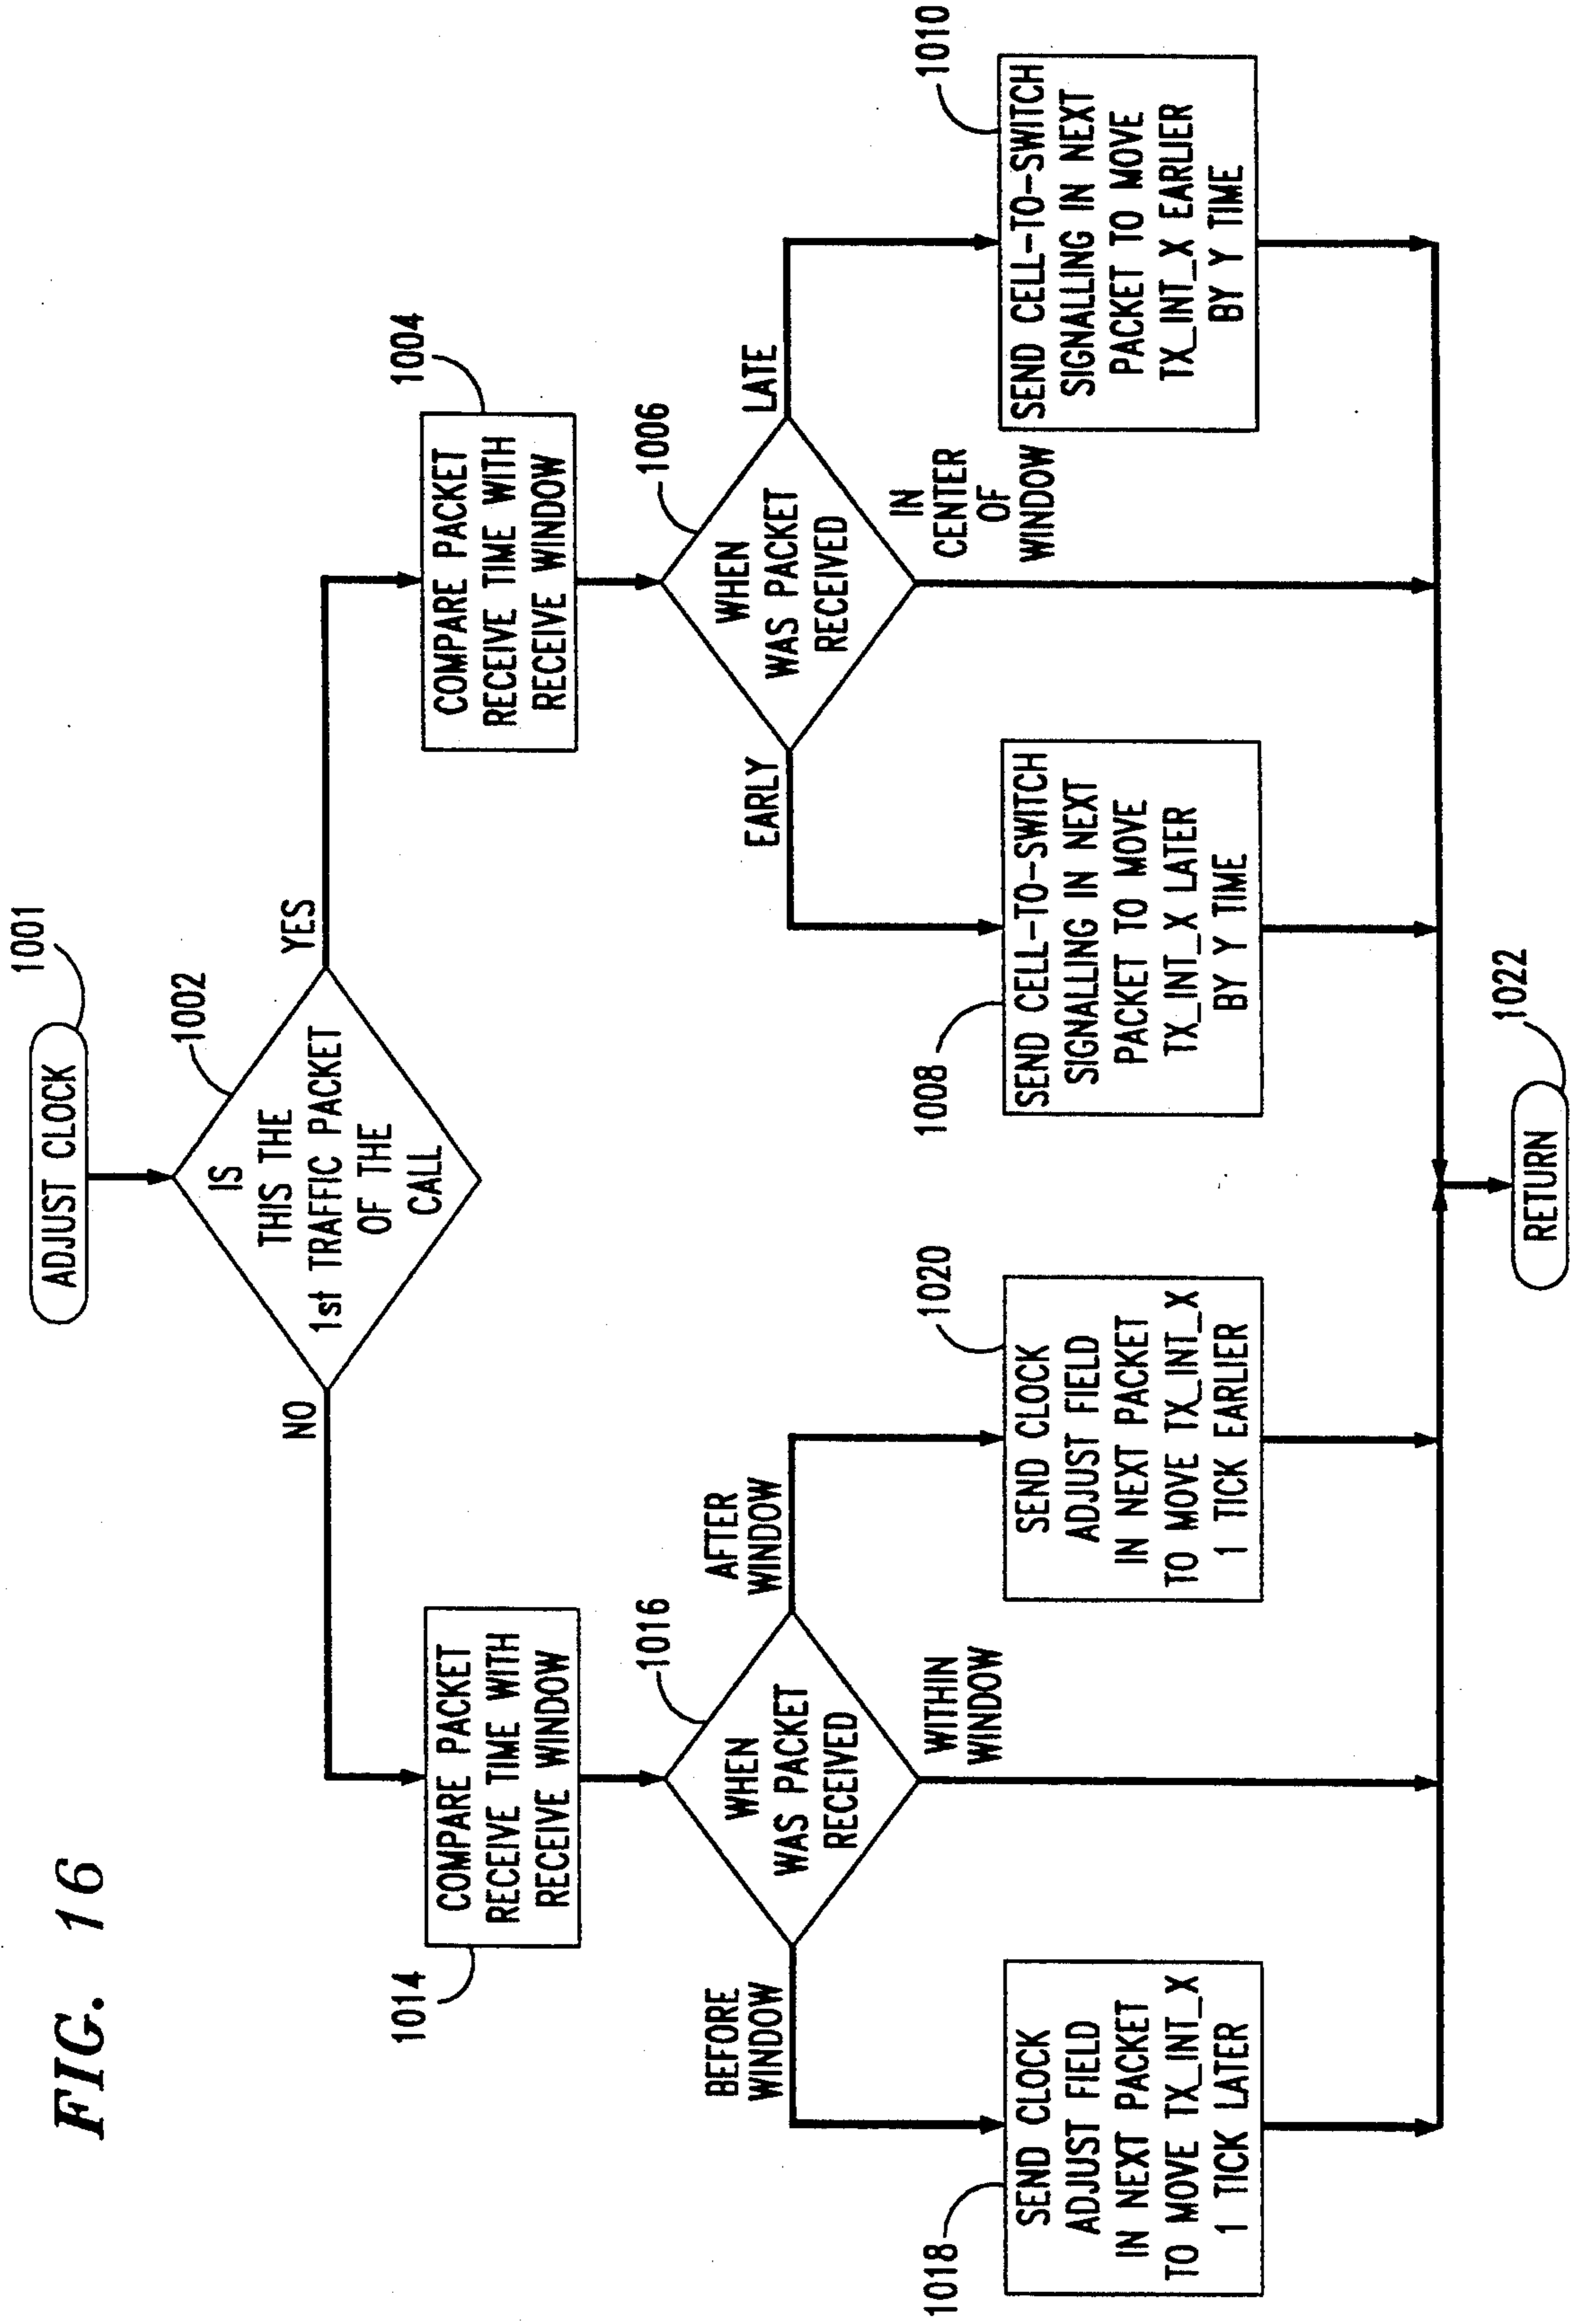 FIG. 16
ADJUST CLOCK
1001
IS
THIS THE
1st TRAFFIC PACKET
OF THE
CALL
1002
NO
YES
COMPARE PACKET
RECEIVE TIME WITH
RECEIVE WINDOW
1014
COMPARE PACKET
RECEIVE TIME WITH
RECEIVE WINDOW
1004
WHEN
WAS PACKET
RECEIVED
1016
BEFORE
WINDOW
AFTER
WINDOW
WITHIN
WINDOW
WHEN
WAS PACKET
RECEIVED
1006
EARLY
LATE
IN
CENTER
OF
WINDOW
1018
SEND CLOCK
ADJUST FIELD
IN NEXT PACKET
TO MOVE TX_INT_X
1 TICK LATER
1020
SEND CLOCK
ADJUST FIELD
IN NEXT PACKET
TO MOVE TX_INT_X
1 TICK EARLIER
1008
SEND CELL-TO-SWITCH
SIGNALLING IN NEXT
PACKET TO MOVE
TX_INT_X LATER
BY Y TIME
1010
SEND CELL-TO-SWITCH
SIGNALLING IN NEXT
PACKET TO MOVE
TX_INT_X EARLIER
BY Y TIME
RETURN
1022